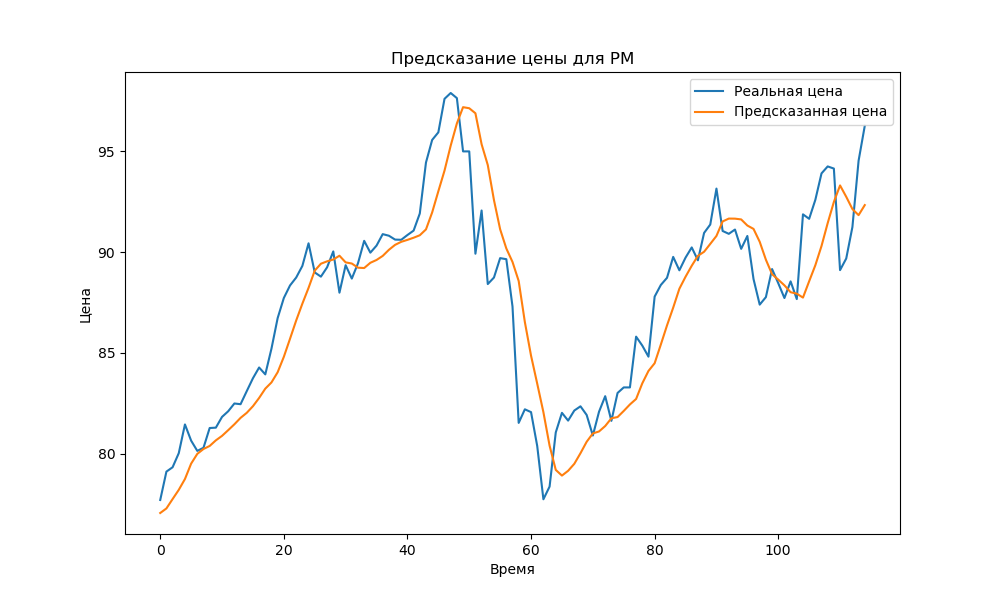 Предсказание цены для PM
Реальная цена
Предсказанная цена
Цена
95
90
85
80
0 20 40 60 80 100
Время